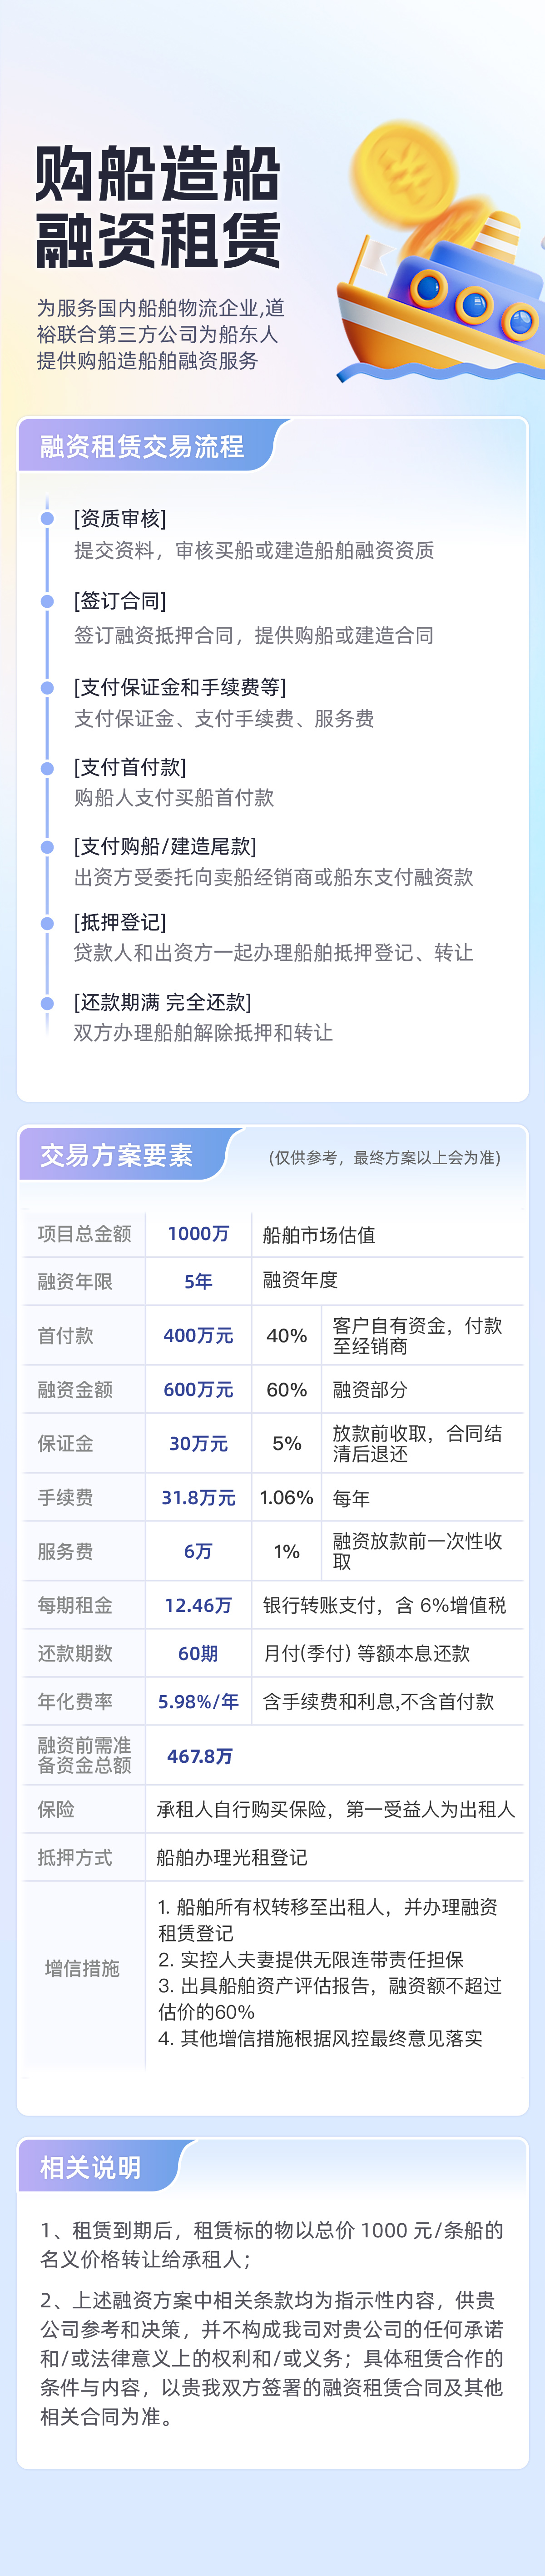 购船造船
融资租赁
为服务国内船舶物流企业,道
裕联合第三方公司为船东人
提供购船造船舶融资服务
融资租赁交易流程
[资质审核]
提交资料，审核买船或建造船舶融资资质
[签订合同]
签订融资抵押合同，提供购船或建造合同
[支付保证金和手续费等]
支付保证金、支付手续费、服务费
[支付首付款]
购船人支付买船首付款
[支付购船/建造尾款]
出资方受委托向卖船经销商或船东支付融资款
[抵押登记]
贷款人和出资方一起办理船舶抵押登记、转让
[还款期满 完全还款]
双方办理船舶解除抵押和转让
交易方案要素 (仅供参考，最终方案以上会为准)
项目总金额 1000万 船舶市场估值
融资年限 5年 融资年度
首付款 400万元 40% 客户自有资金，付款
至经销商
融资金额 600万元 60% 融资部分
保证金 30万元 5% 放款前收取，合同结
清后退还
手续费 31.8万元 1.06% 每年
服务费 6万 1% 融资放款前一次性收
取
每期租金 12.46万 银行转账支付，含 6%增值税
还款期数 60期 月付(季付) 等额本息还款
年化费率 5.98%/年 含手续费和利息,不含首付款
融资前需准
备资金总额 467.8万
保险 承租人自行购买保险，第一受益人为出租人
抵押方式 船舶办理光租登记
增信措施
1. 船舶所有权转移至出租人，并办理融资
租赁登记
2. 实控人夫妻提供无限连带责任担保
3. 出具船舶资产评估报告，融资额不超过
估价的60%
4. 其他增信措施根据风控最终意见落实
相关说明
1、租赁到期后，租赁标的物以总价 1000 元/条船的
名义价格转让给承租人；
2、上述融资方案中相关条款均为指示性内容，供贵
公司参考和决策，并不构成我司对贵公司的任何承诺
和/或法律意义上的权利和/或义务；具体租赁合作的
条件与内容，以贵我双方签署的融资租赁合同及其他
相关合同为准。